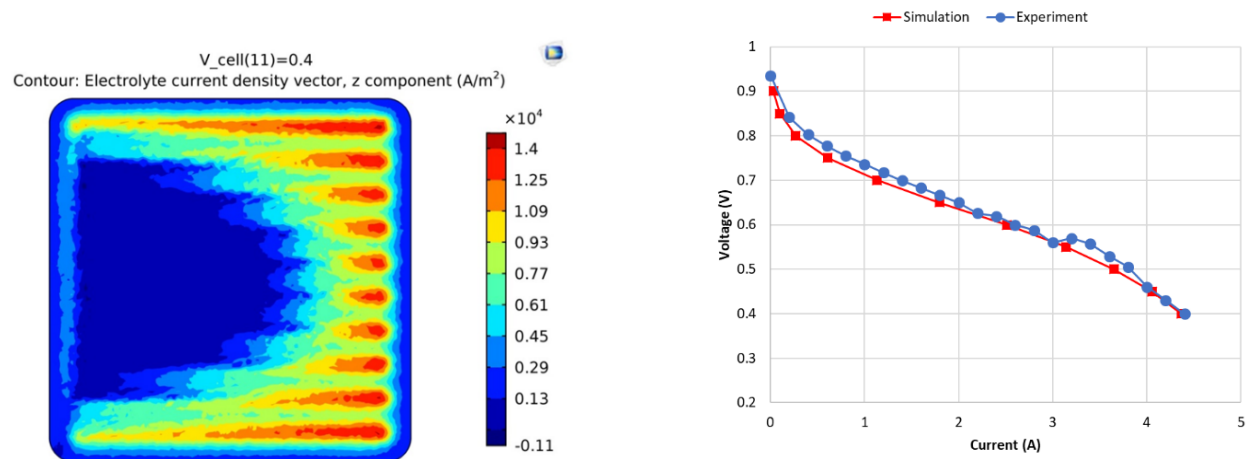 V_cell(11)=0.4
Contour: Electrolyte current density vector, z component (A/m²)
×10⁴
1.4
1.25
1.09
0.93
0.77
0.61
0.45
0.29
0.13
-0.11
Simulation
Experiment
1
0.9
0.8
0.7
0.6
0.5
0.4
0.3
0.2
Voltage (V)
0 1 2 3 4 5
Current (A)